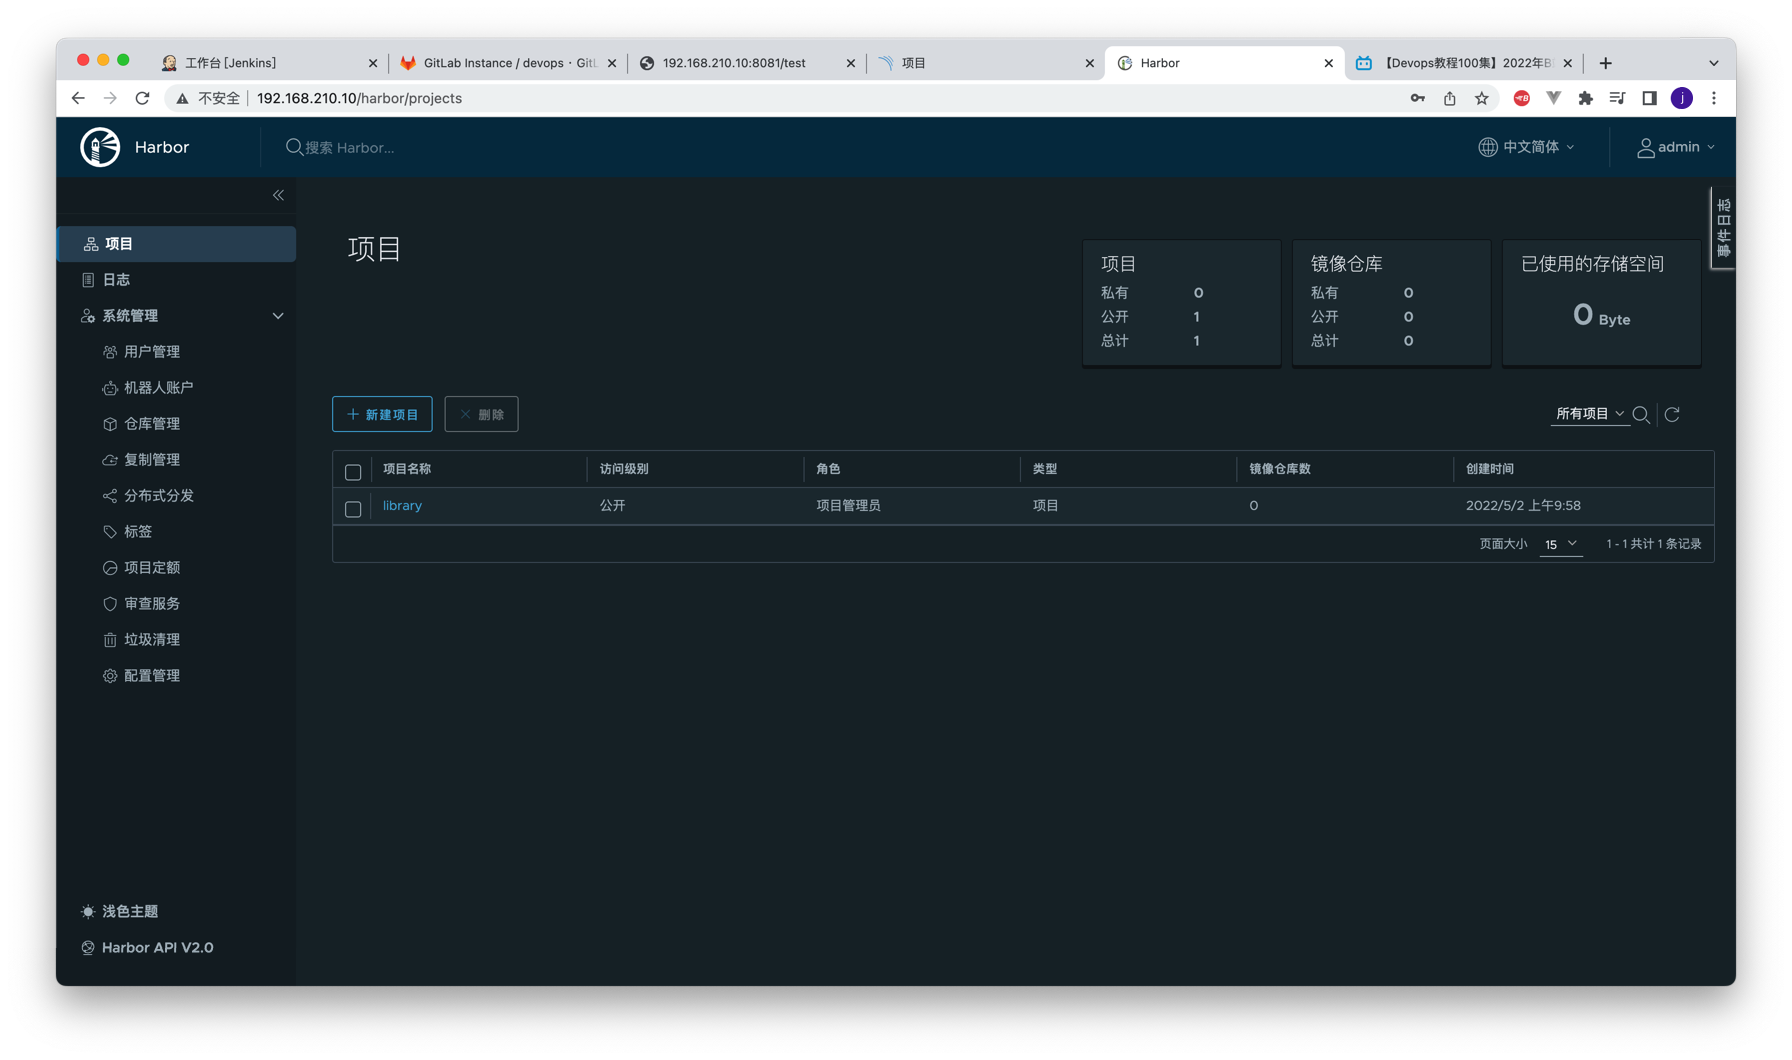 工作台 [Jenkins]
GitLab Instance / devops · GitL
192.168.210.10:8081/test
项目
Harbor
【Devops教程100集】2022年B
不安全
192.168.210.10/harbor/projects
j
Harbor
搜索 Harbor...
中文简体
admin
事件日志
项目
日志
系统管理
用户管理
机器人账户
仓库管理
复制管理
分布式分发
标签
项目定额
审查服务
垃圾清理
配置管理
浅色主题
Harbor API V2.0
项目
项目
私有 0
公开 1
总计 1
镜像仓库
私有 0
公开 0
总计 0
已使用的存储空间
0 Byte
新建项目
删除
所有项目
项目名称 访问级别 角色 类型 镜像仓库数 创建时间
library 公开 项目管理员 项目 0 2022/5/2 上午9:58
页面大小 15 1 - 1 共计 1 条记录